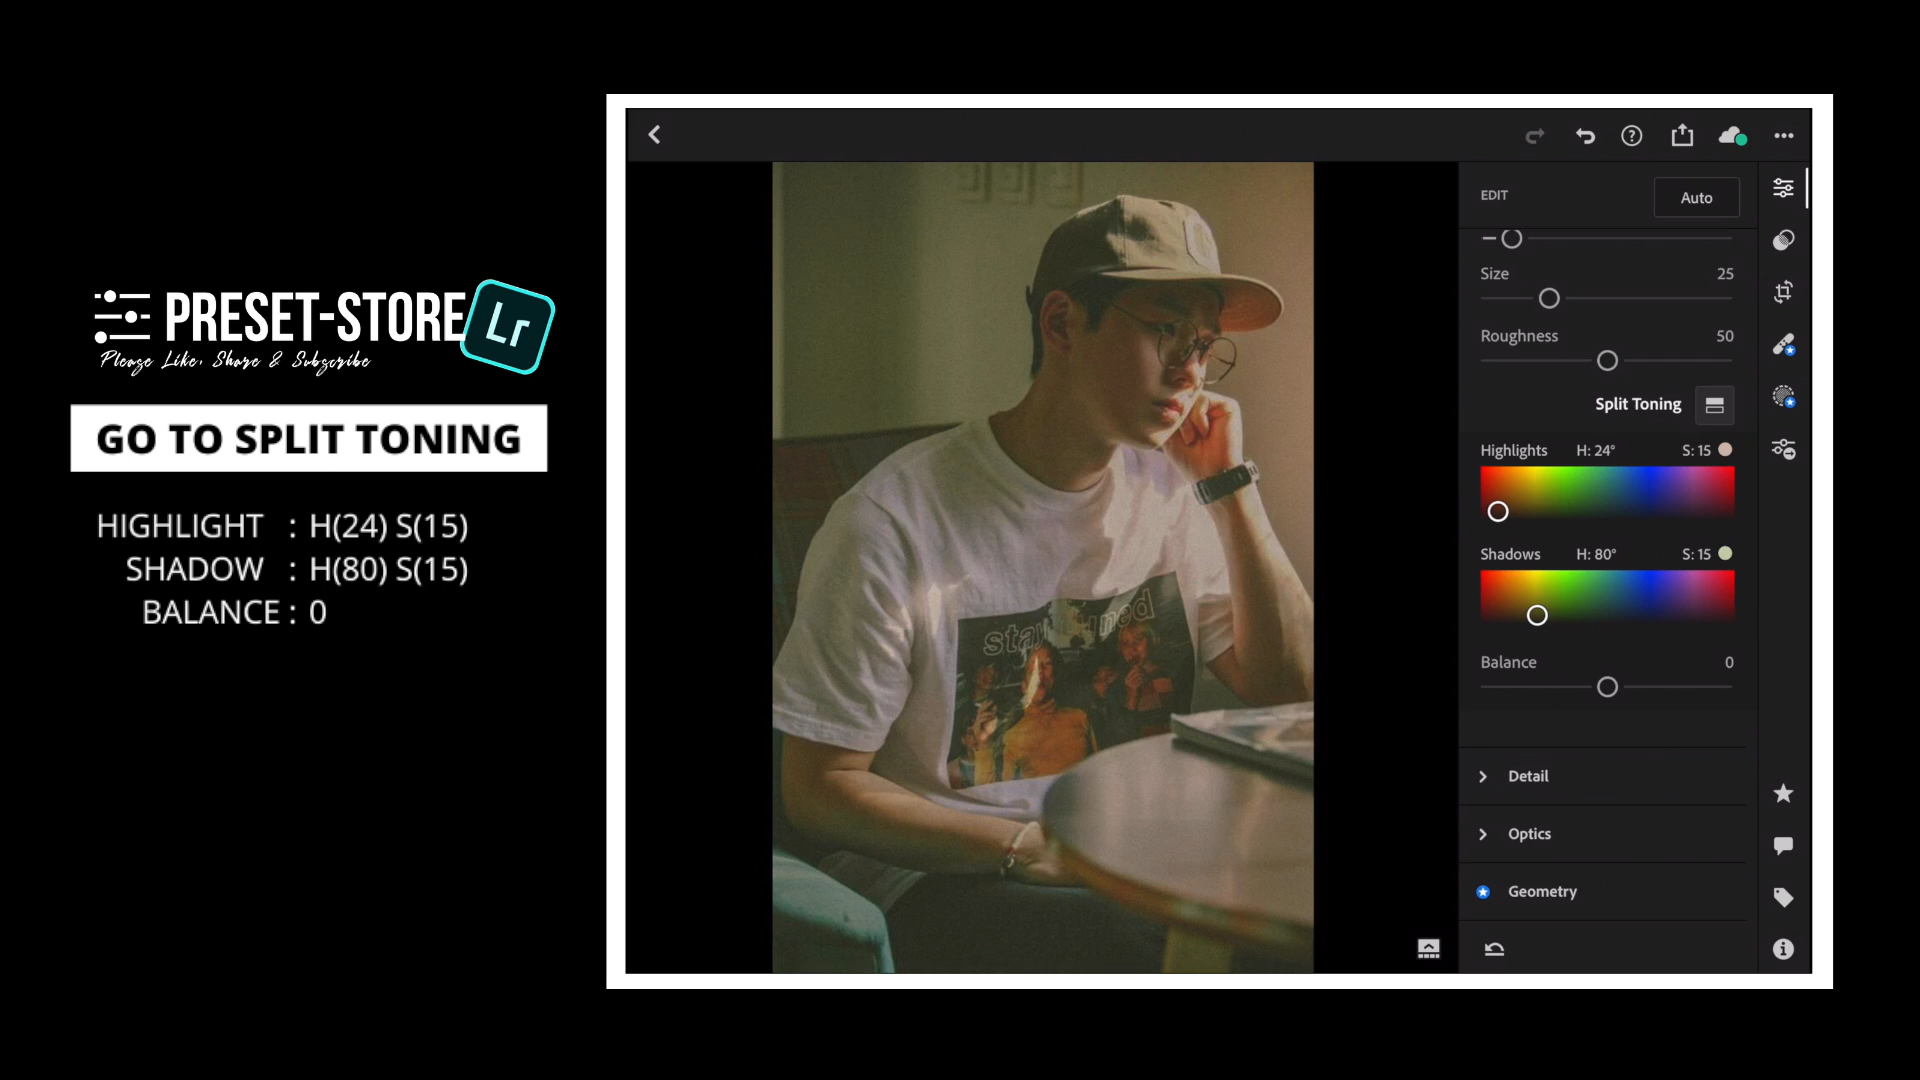 PRESET-STORE
Lr
Please Like, Share & Subscribe
GO TO SPLIT TONING
HIGHLIGHT : H(24) S(15)
SHADOW : H(80) S(15)
BALANCE : 0
EDIT
Auto
Size 25
Roughness 50
Split Toning
Highlights H: 24° S: 15
Shadows H: 80° S: 15
Balance 0
Detail
Optics
Geometry